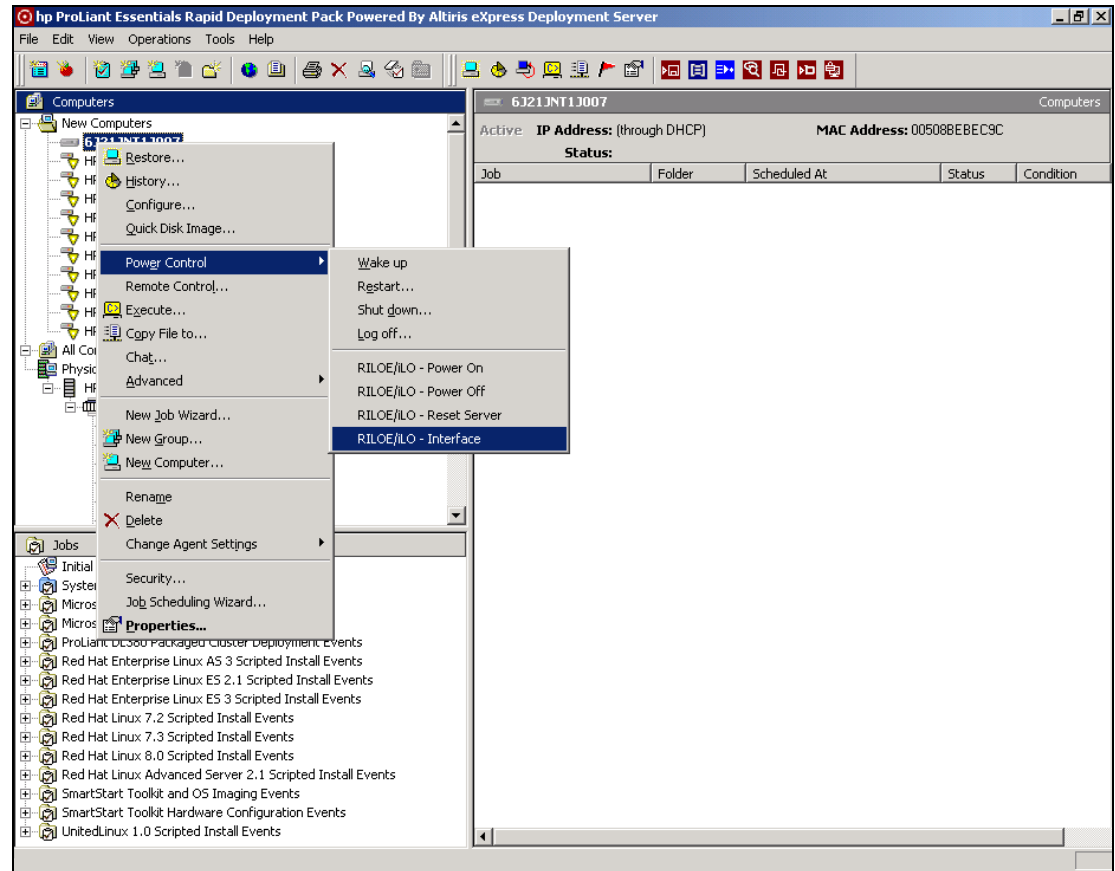 hp ProLiant Essentials Rapid Deployment Pack Powered By Altiris eXpress Deployment Server
File Edit View Operations Tools Help
Computers
New Computers
6J21JNT1J007
All
Physic
Restore...
History...
Configure...
Quick Disk Image...
Power Control
Remote Control...
Execute...
Copy File to...
Chat...
Advanced
New Job Wizard...
New Group...
New Computer...
Rename
Delete
Change Agent Settings
Security...
Job Scheduling Wizard...
Properties...
Wake up
Restart...
Shut down...
Log off...
RILOE/iLO - Power On
RILOE/iLO - Power Off
RILOE/iLO - Reset Server
RILOE/iLO - Interface
6J21JNT1J007 Computers
Active IP Address: (through DHCP) MAC Address: 00508BEBEC9C
Status:
Job Folder Scheduled At Status Condition
Jobs
Initial
System
Micros
Micros
ProLiant DL380 Packaged Cluster Deployment Events
Red Hat Enterprise Linux AS 3 Scripted Install Events
Red Hat Enterprise Linux ES 2.1 Scripted Install Events
Red Hat Enterprise Linux ES 3 Scripted Install Events
Red Hat Linux 7.2 Scripted Install Events
Red Hat Linux 7.3 Scripted Install Events
Red Hat Linux 8.0 Scripted Install Events
Red Hat Linux Advanced Server 2.1 Scripted Install Events
SmartStart Toolkit and OS Imaging Events
SmartStart Toolkit Hardware Configuration Events
UnitedLinux 1.0 Scripted Install Events